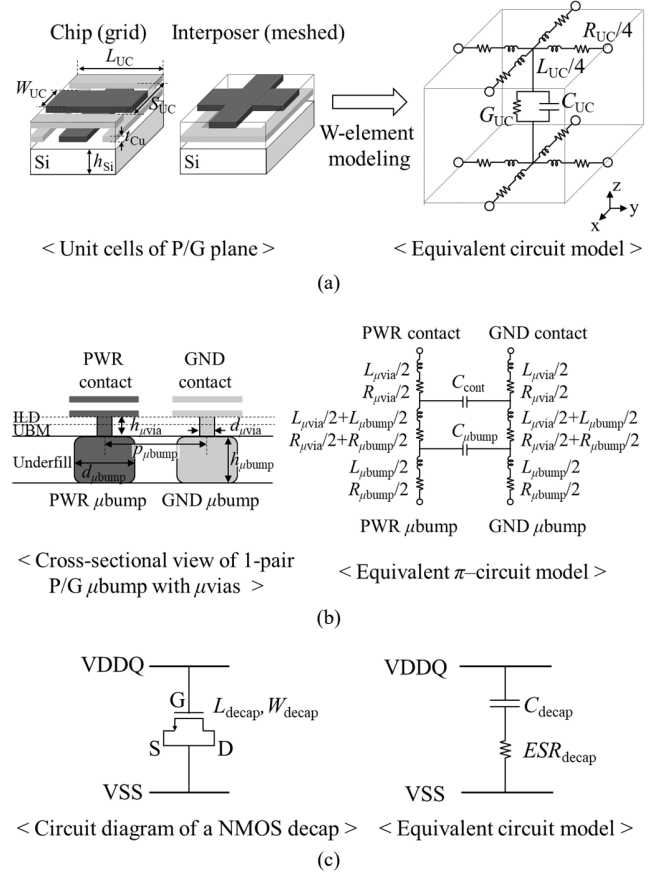 Chip (grid)
Interposer (meshed)
L_UC
W_UC
S_UC
t_Cu
Si
h_Si
Si
W-element
modeling
R_UC/4
L_UC/4
G_UC
C_UC
z
y
x
< Unit cells of P/G plane >
< Equivalent circuit model >
(a)
PWR
contact
GND
contact
ILD
UBM
Underfill
h_μvia
d_μvia
p_μbump
d_μbump
h_μbump
PWR μbump
GND μbump
PWR contact
GND contact
L_μvia/2
R_μvia/2
C_cont
L_μvia/2
R_μvia/2
L_μvia/2+L_μbump/2
R_μvia/2+R_μbump/2
C_μbump
L_μvia/2+L_μbump/2
R_μvia/2+R_μbump/2
L_μbump/2
R_μbump/2
L_μbump/2
R_μbump/2
PWR μbump
GND μbump
< Cross-sectional view of 1-pair
P/G μbump with μvias >
< Equivalent π–circuit model >
(b)
VDDQ
G
L_decap, W_decap
S
D
VSS
VDDQ
C_decap
ESR_decap
VSS
< Circuit diagram of a NMOS decap >
< Equivalent circuit model >
(c)